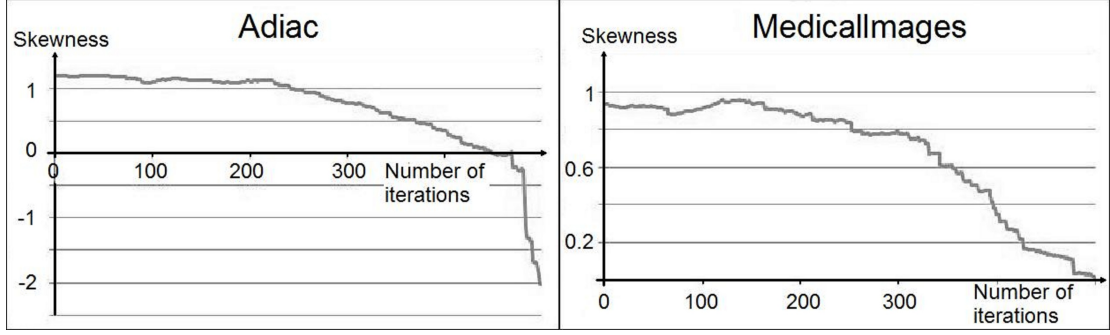 Adiac
Skewness
1
0
-1
-2
0
100
200
300
Number of
iterations
MedicalImages
Skewness
1
0.6
0.2
0
100
200
300
Number of
iterations